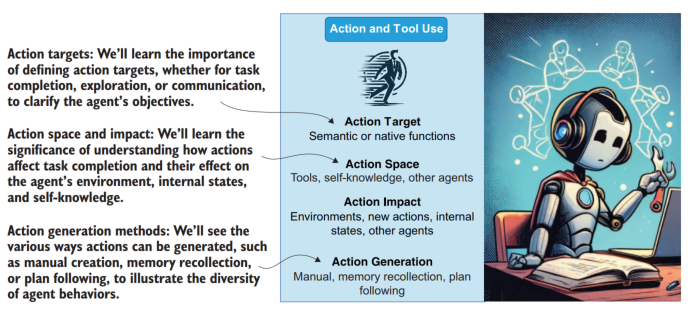 Action targets: We'll learn the importance
of defining action targets, whether for task
completion, exploration, or communication,
to clarify the agent's objectives.
Action space and impact: We'll learn the
significance of understanding how actions
affect task completion and their effect on
the agent's environment, internal states,
and self-knowledge.
Action generation methods: We'll see the
various ways actions can be generated, such
as manual creation, memory recollection,
or plan following, to illustrate the diversity
of agent behaviors.
Action and Tool Use
Action Target
Semantic or native functions
Action Space
Tools, self-knowledge, other agents
Action Impact
Environments, new actions, internal
states, other agents
Action Generation
Manual, memory recollection, plan
following